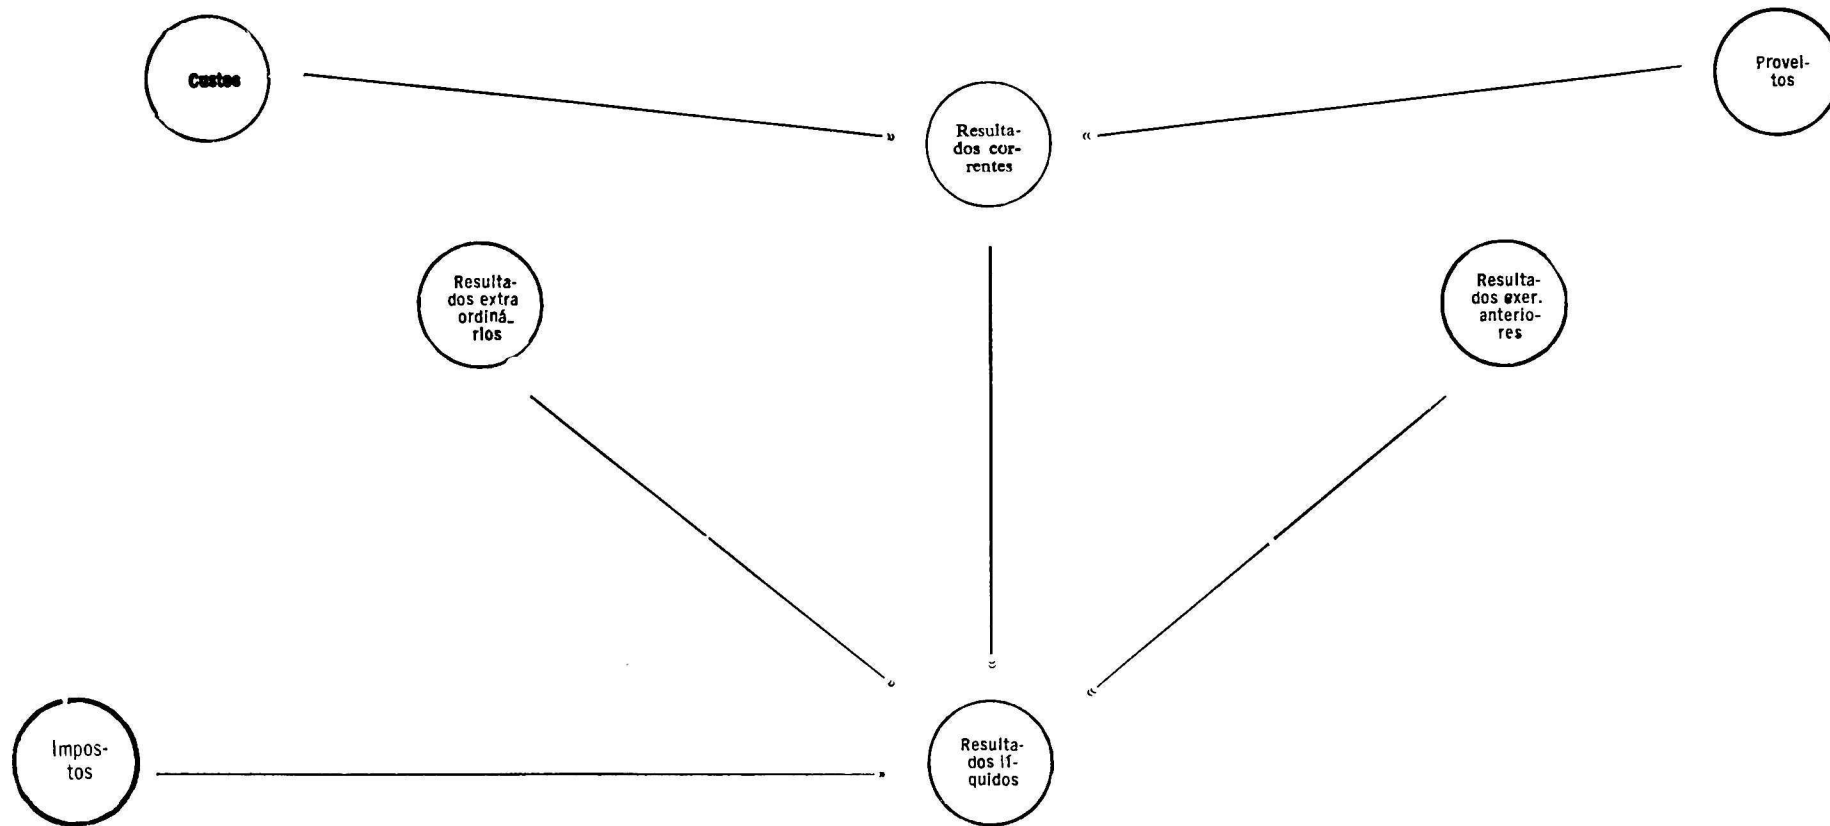 Custos
Provei-
tos
Resulta-
dos cor-
rentes
Resulta-
dos extra
ordiná_
rios
Resulta-
dos exer.
anterio-
res
Impos-
tos
Resulta-
dos lí-
quidos